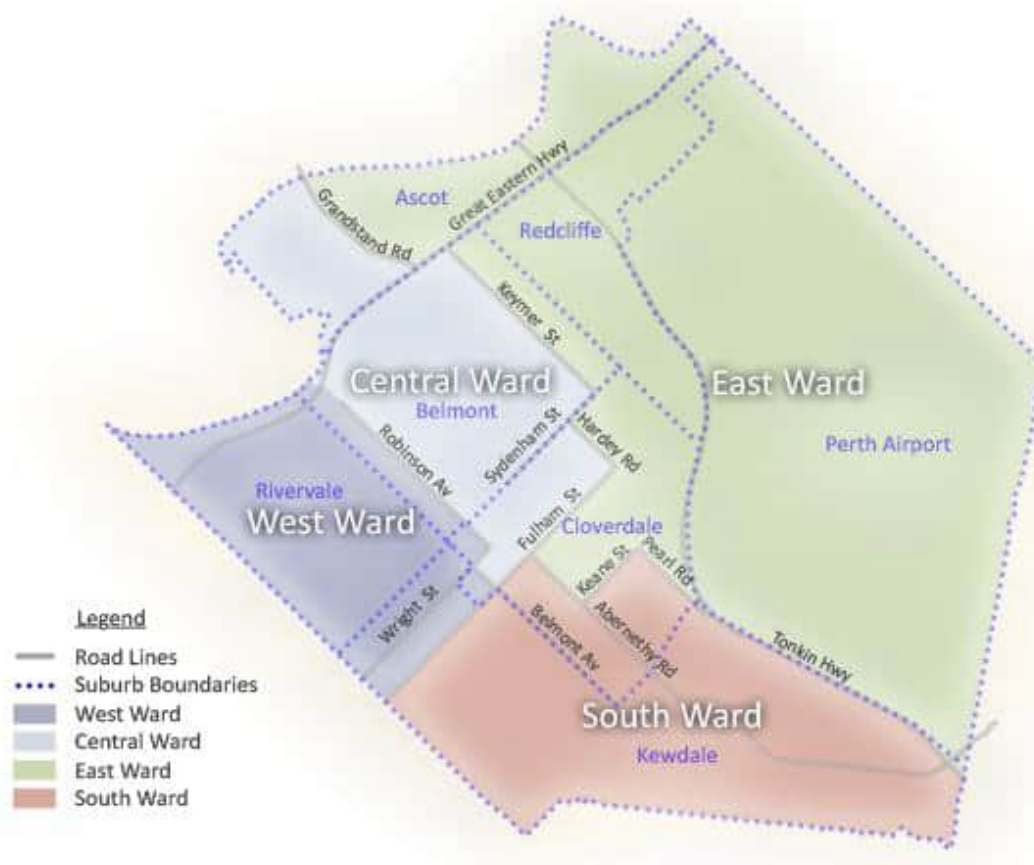 Ascot
Great Eastern Hwy
Grandstand Rd
Redcliffe
Keymer St
Central Ward
East Ward
Belmont
Sydenham St
Hardey Rd
Robinson Av
Perth Airport
Rivervale
West Ward
Fulham St
Cloverdale
Keane St
Pearl Rd
Wright St
Belmont Av
Abernethy Rd
Tonkin Hwy
South Ward
Kewdale
Legend
Road Lines
Suburb Boundaries
West Ward
Central Ward
East Ward
South Ward